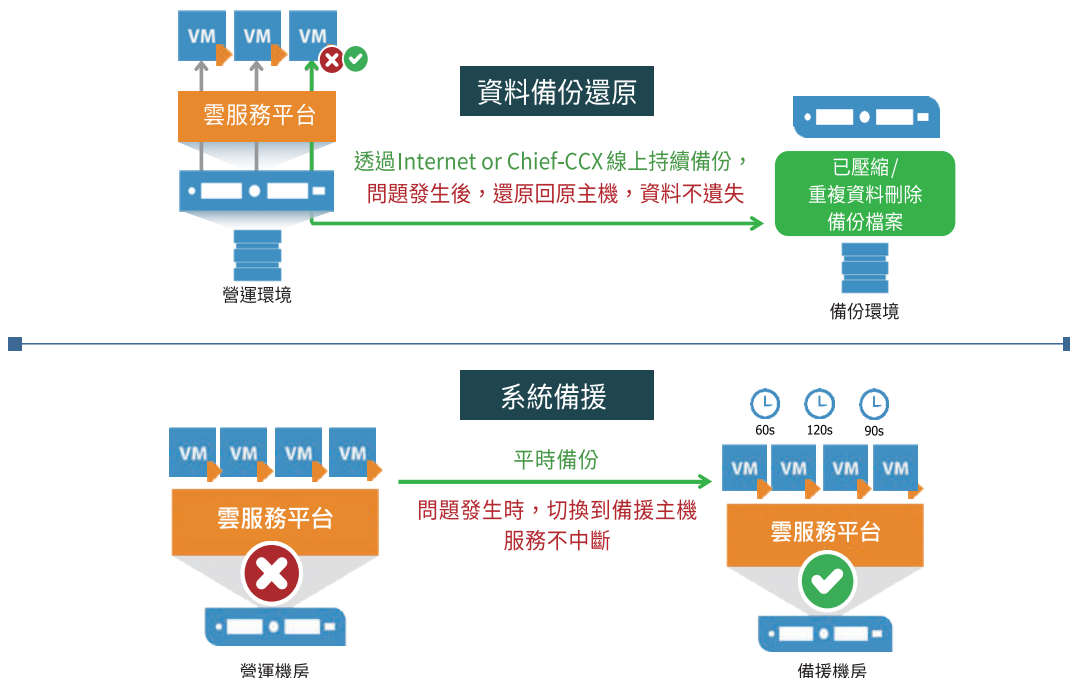 VM VM VM
雲服務平台
資料備份還原
透過Internet or Chief-CCX 線上持續備份，
問題發生後，還原回原主機，資料不遺失
已壓縮/
重複資料刪除
備份檔案
營運環境
備份環境
系統備援
60s 120s 90s
VM VM VM VM
雲服務平台
平時備份
問題發生時，切換到備援主機
服務不中斷
VM VM VM VM
雲服務平台
營運機房
備援機房